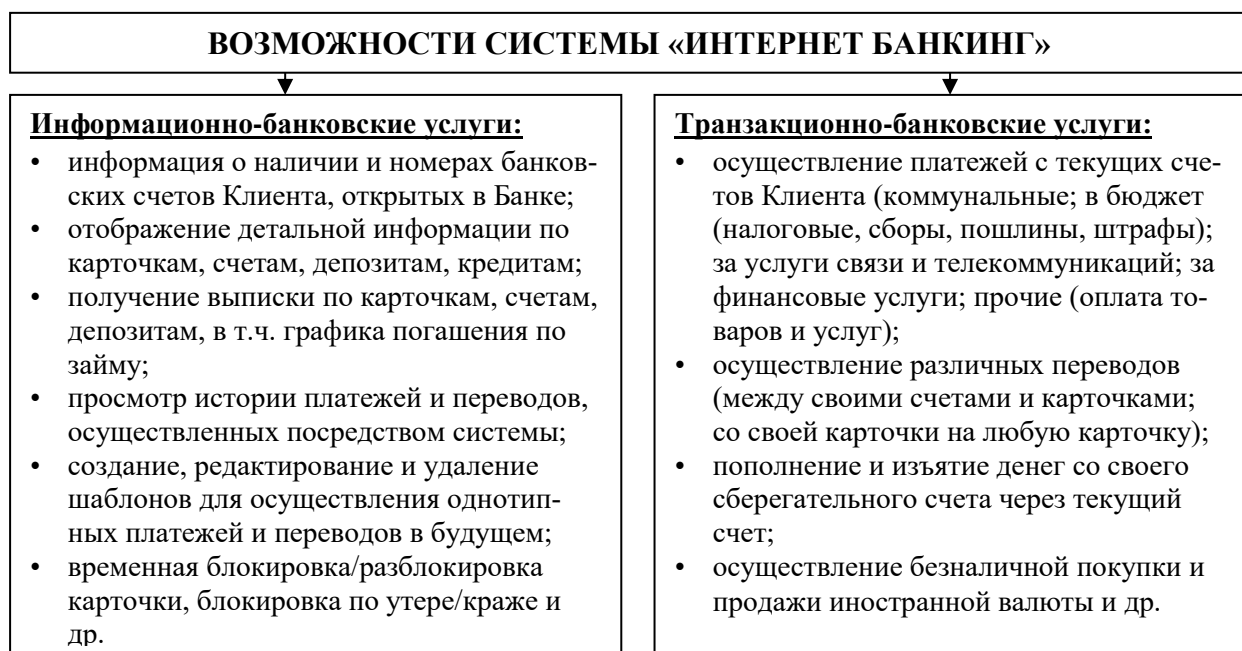 ВОЗМОЖНОСТИ СИСТЕМЫ «ИНТЕРНЕТ БАНКИНГ»
Информационно-банковские услуги:
• информация о наличии и номерах банков-
ских счетов Клиента, открытых в Банке;
• отображение детальной информации по
карточкам, счетам, депозитам, кредитам;
• получение выписки по карточкам, счетам,
депозитам, в т.ч. графика погашения по
займу;
• просмотр истории платежей и переводов,
осуществленных посредством системы;
• создание, редактирование и удаление
шаблонов для осуществления однотип-
ных платежей и переводов в будущем;
• временная блокировка/разблокировка
карточки, блокировка по утере/краже и
др.
Транзакционно-банковские услуги:
• осуществление платежей с текущих сче-
тов Клиента (коммунальные; в бюджет
(налоговые, сборы, пошлины, штрафы);
за услуги связи и телекоммуникаций; за
финансовые услуги; прочие (оплата то-
варов и услуг);
• осуществление различных переводов
(между своими счетами и карточками;
со своей карточки на любую карточку);
• пополнение и изъятие денег со своего
сберегательного счета через текущий
счет;
• осуществление безналичной покупки и
продажи иностранной валюты и др.